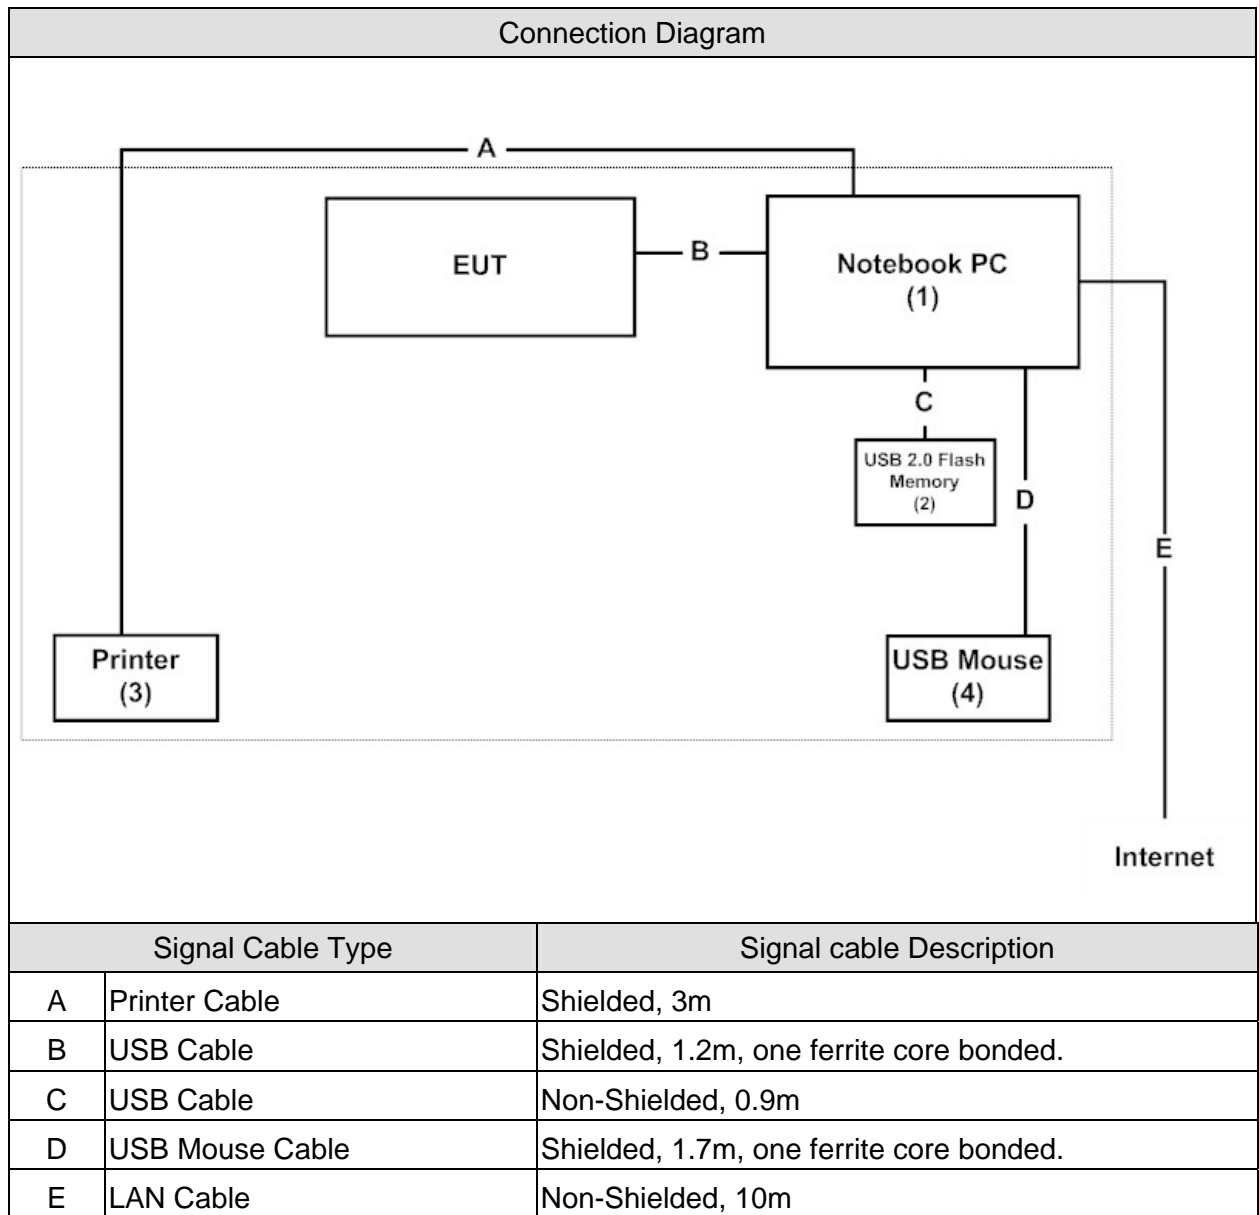 Connection Diagram
A
EUT
B
Notebook PC
(1)
C
USB 2.0 Flash
Memory
(2)
D
E
Printer
(3)
USB Mouse
(4)
Internet
Signal Cable Type Signal cable Description
A Printer Cable Shielded, 3m
B USB Cable Shielded, 1.2m, one ferrite core bonded.
C USB Cable Non-Shielded, 0.9m
D USB Mouse Cable Shielded, 1.7m, one ferrite core bonded.
E LAN Cable Non-Shielded, 10m